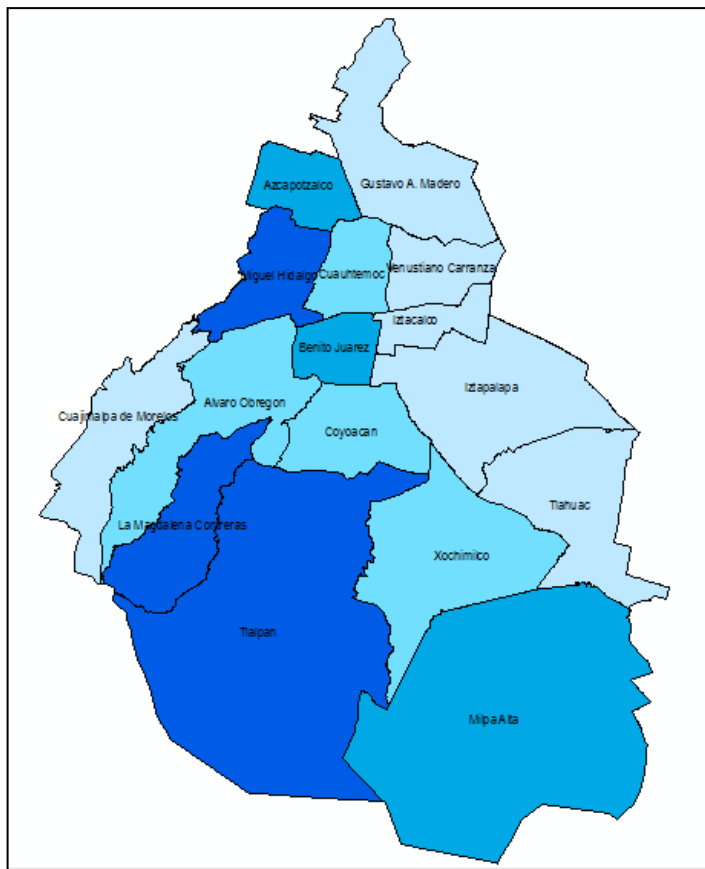 Gustavo A. Madero
Azcapotzalco
Miguel Hidalgo
Cuauhtemoc
Venustiano Carranza
Iztacalco
Benito Juarez
Iztapalapa
Cuajimalpa de Morelos
Alvaro Obregon
Coyoacan
Tlahuac
La Magdalena Contreras
Xochimilco
Tlalpan
Milpa Alta